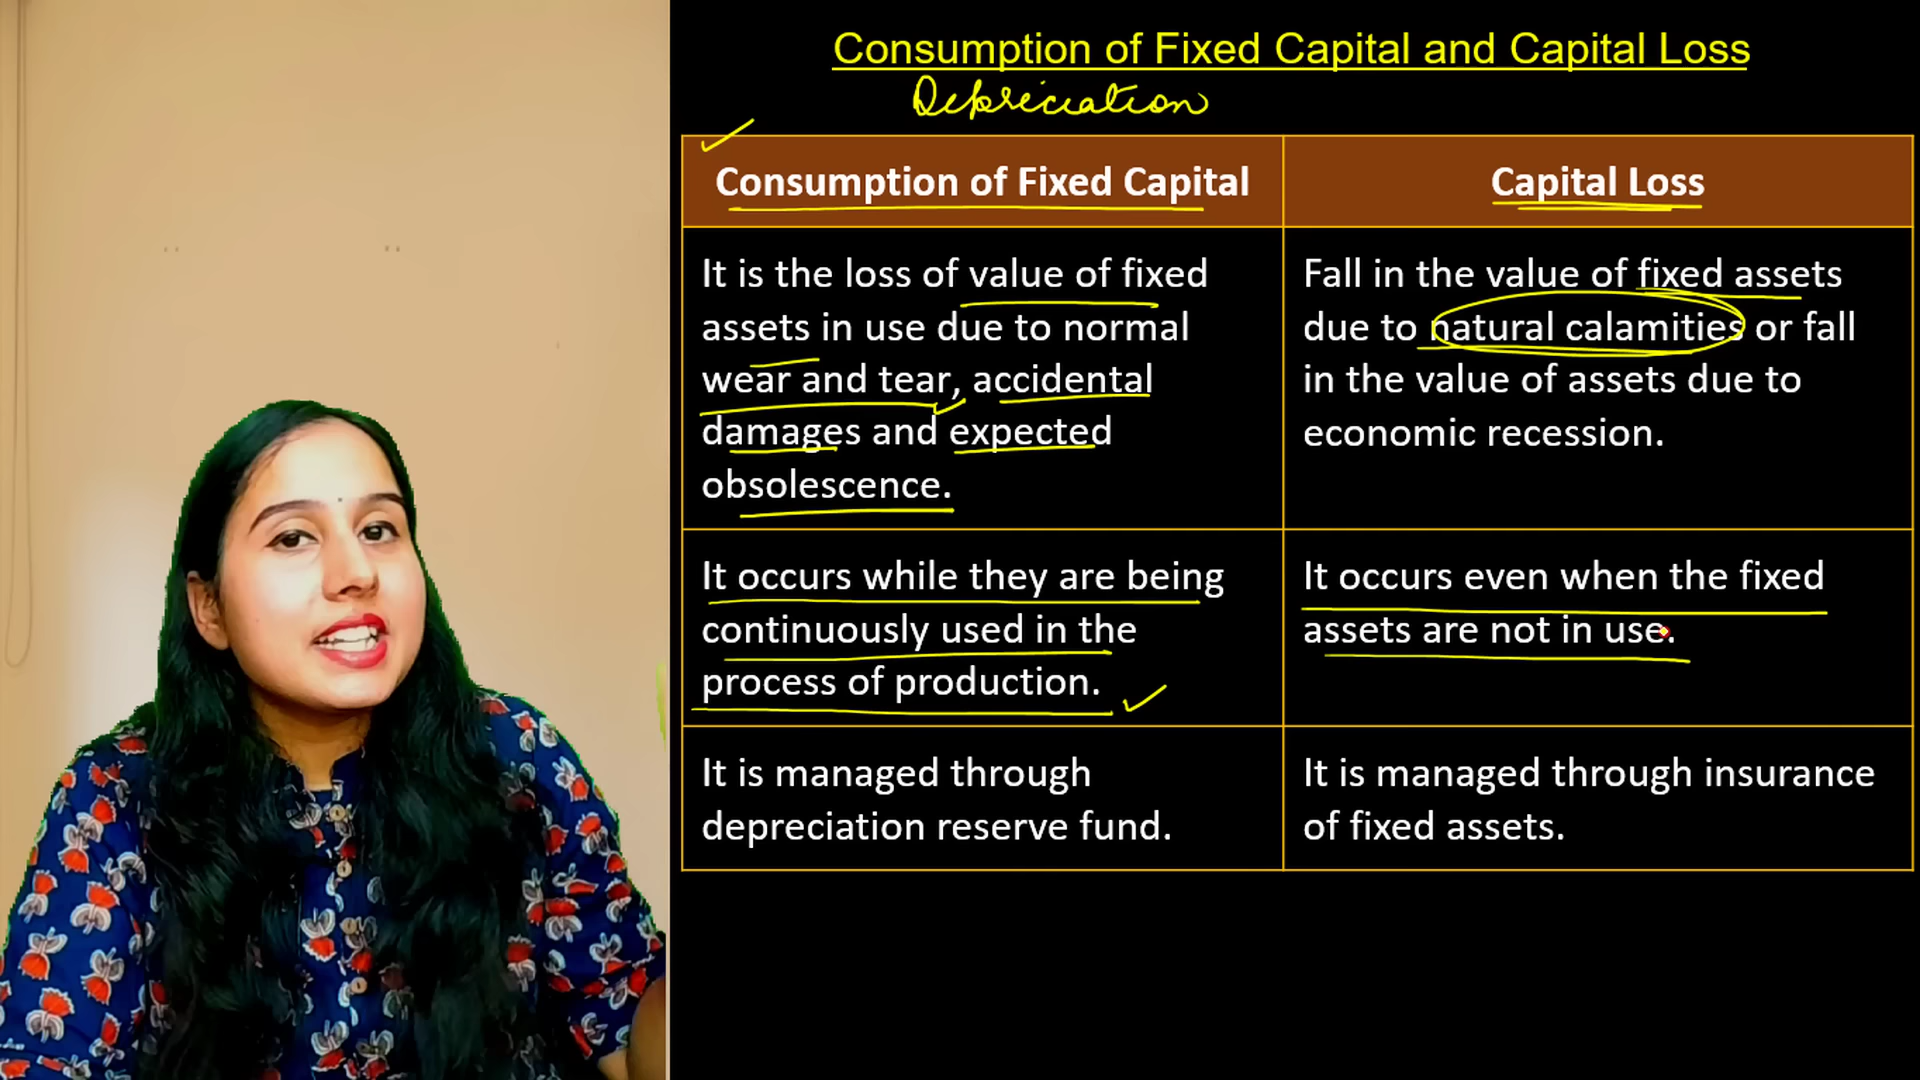 Consumption of Fixed Capital and Capital Loss
Depreciation
Consumption of Fixed Capital
Capital Loss
It is the loss of value of fixed
assets in use due to normal
wear and tear, accidental
damages and expected
obsolescence.
Fall in the value of fixed assets
due to natural calamities or fall
in the value of assets due to
economic recession.
It occurs while they are being
continuously used in the
process of production.
It occurs even when the fixed
assets are not in use.
It is managed through
depreciation reserve fund.
It is managed through insurance
of fixed assets.